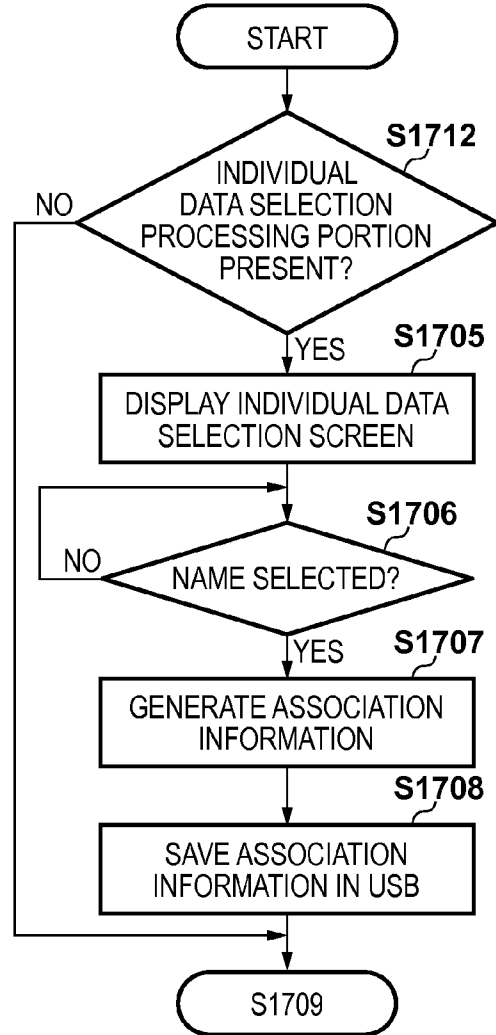 START
S1712
INDIVIDUAL
DATA SELECTION
PROCESSING PORTION
PRESENT?
NO
YES
S1705
DISPLAY INDIVIDUAL DATA
SELECTION SCREEN
S1706
NAME SELECTED?
NO
YES
S1707
GENERATE ASSOCIATION
INFORMATION
S1708
SAVE ASSOCIATION
INFORMATION IN USB
S1709